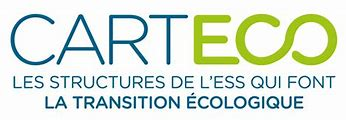 CARTECO
LES STRUCTURES DE L'ESS QUI FONT
LA TRANSITION ÉCOLOGIQUE